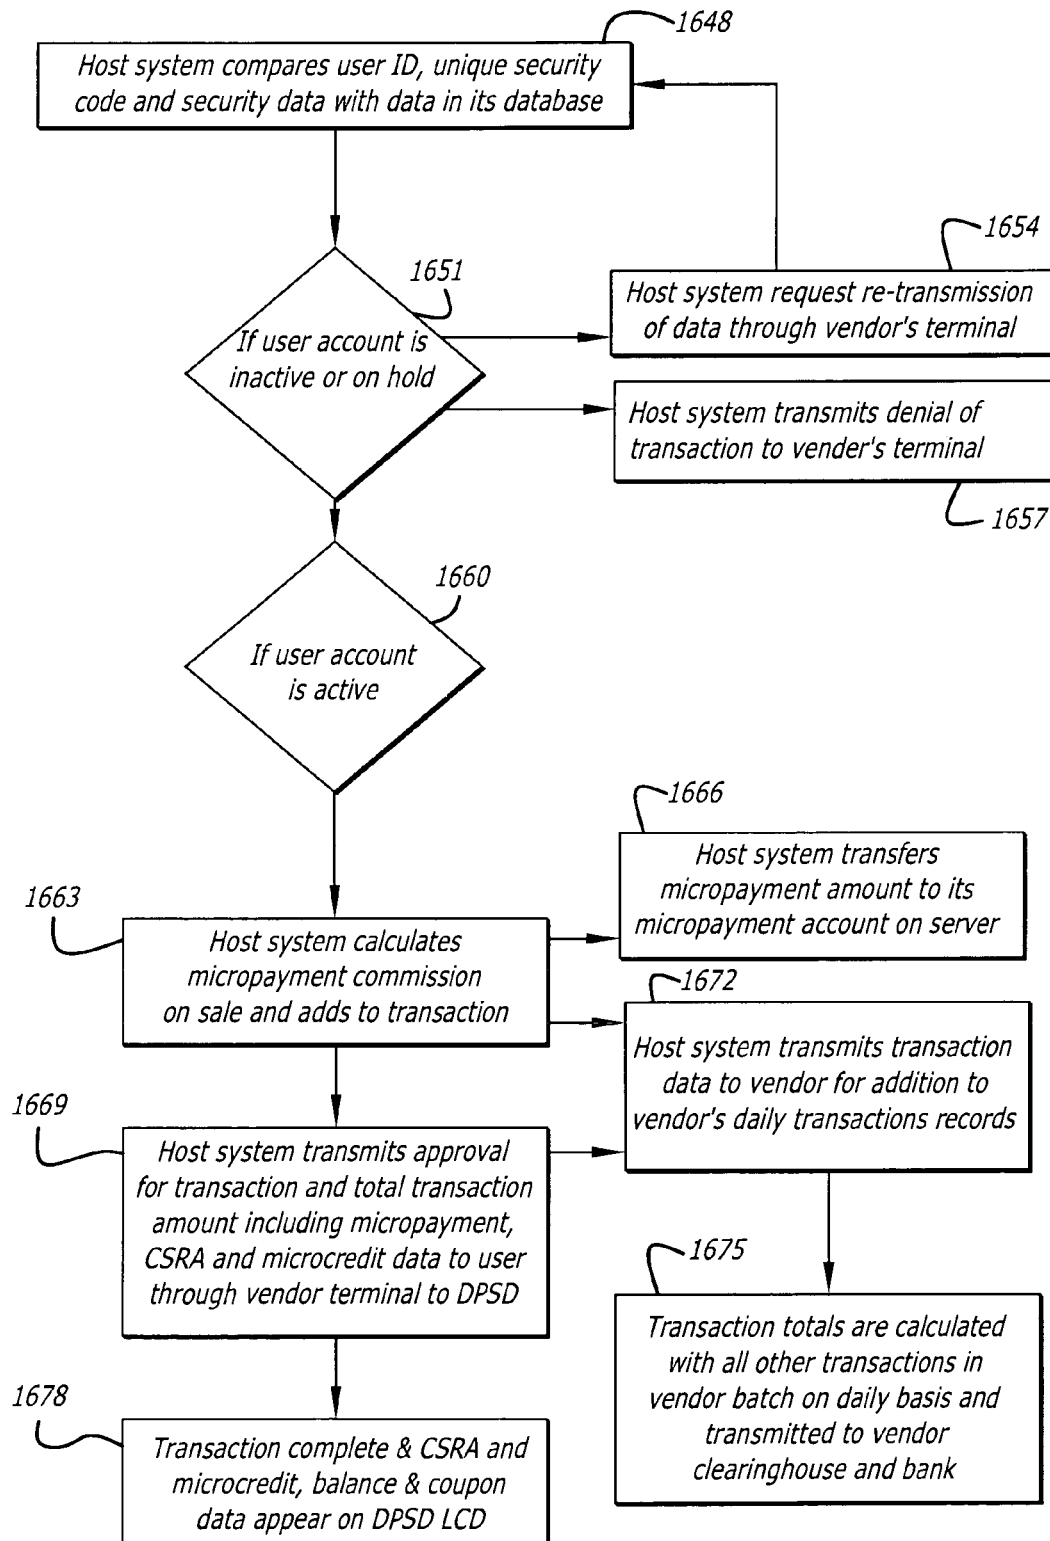 1648
Host system compares user ID, unique security
code and security data with data in its database
1654
1651
Host system request re-transmission
of data through vendor's terminal
If user account is
inactive or on hold
Host system transmits denial of
transaction to vender's terminal
1657
1660
If user account
is active
1666
Host system transfers
micropayment amount to its
micropayment account on server
1663
Host system calculates
micropayment commission
on sale and adds to transaction
1672
Host system transmits transaction
data to vendor for addition to
vendor's daily transactions records
1669
Host system transmits approval
for transaction and total transaction
amount including micropayment,
CSRA and microcredit data to user
through vendor terminal to DPSD
1675
Transaction totals are calculated
with all other transactions in
vendor batch on daily basis and
transmitted to vendor
clearinghouse and bank
1678
Transaction complete & CSRA and
microcredit, balance & coupon
data appear on DPSD LCD